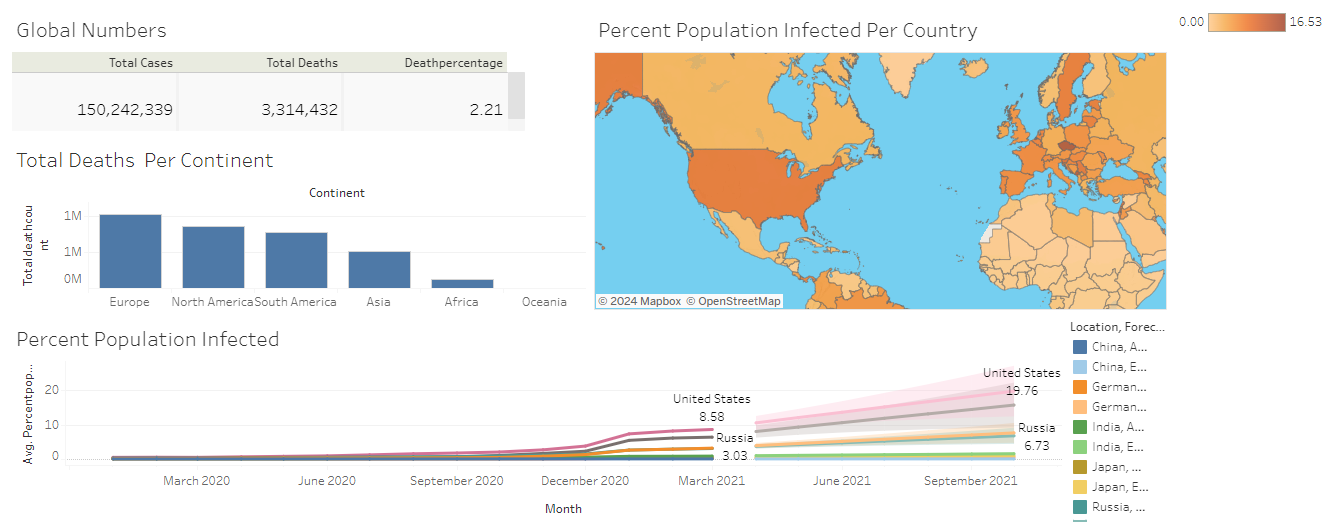 Global Numbers
Total Cases Total Deaths Deathpercentage
150,242,339 3,314,432 2.21
Percent Population Infected Per Country
0.00 16.53
© 2024 Mapbox © OpenStreetMap
Total Deaths Per Continent
Continent
Totaldeathcou
nt
1M
1M
0M
Europe North America South America Asia Africa Oceania
Percent Population Infected
Avg. Percentpop...
20
10
0
United States
8.58
Russia
3.03
United States
19.76
Russia
6.73
March 2020 June 2020 September 2020 December 2020 March 2021 June 2021 September 2021
Month
Location, Forec...
China, A...
China, E...
German...
German...
India, A...
India, E...
Japan, ...
Japan, E...
Russia, ...